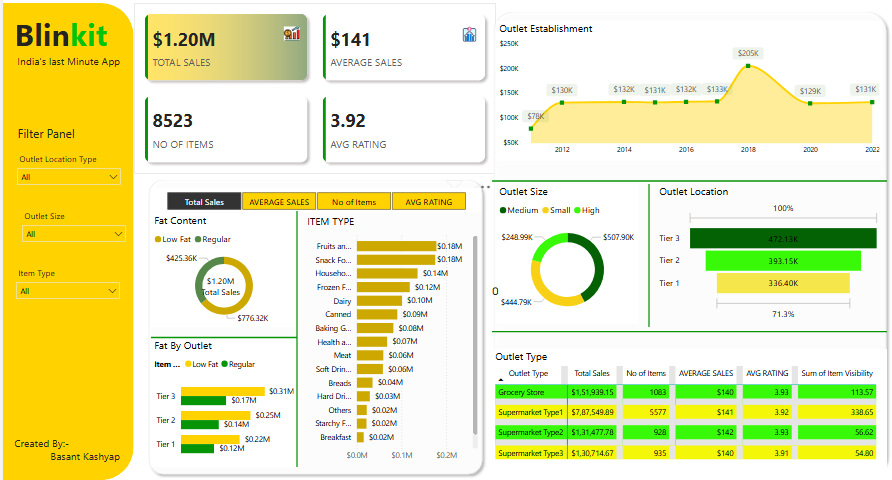 Blinkit
India's last Minute App
Filter Panel
Outlet Location Type
All
Outlet Size
All
Item Type
All
Created By:-
Basant Kashyap
$1.20M
TOTAL SALES
$141
AVERAGE SALES
8523
NO OF ITEMS
3.92
AVG RATING
Outlet Establishment
$250K
$200K
$150K
$100K
$50K
$78K
$130K
$132K
$131K
$132K
$133K
$205K
$129K
$131K
2012
2014
2016
2018
2020
2022
Total Sales
AVERAGE SALES
No of Items
AVG RATING
Fat Content
Low Fat
Regular
$425.36K
$1.20M
Total Sales
$776.32K
Fat By Outlet
Item ...
Low Fat
Regular
Tier 3
$0.31M
$0.17M
Tier 2
$0.25M
$0.14M
Tier 1
$0.22M
$0.12M
ITEM TYPE
Fruits an... $0.18M
Snack Fo... $0.18M
Househo... $0.14M
Frozen F... $0.12M
Dairy $0.10M
Canned $0.09M
Baking G... $0.08M
Health a... $0.07M
Meat $0.06M
Soft Drin... $0.06M
Breads $0.04M
Hard Dri... $0.03M
Others $0.02M
Starchy F... $0.02M
Breakfast $0.02M
$0.0M $0.1M $0.2M
Outlet Size
Medium
Small
High
$248.99K
$507.90K
$444.79K
0
Outlet Location
100%
Tier 3 472.13K
Tier 2 393.15K
Tier 1 336.40K
71.3%
Outlet Type
Outlet Type Total Sales No of Items AVERAGE SALES AVG RATING Sum of Item Visibility
Grocery Store $1,51,939.15 1083 $140 3.93 113.57
Supermarket Type1 $7,87,549.89 5577 $141 3.92 338.65
Supermarket Type2 $1,31,477.78 928 $142 3.93 56.62
Supermarket Type3 $1,30,714.67 935 $140 3.91 54.80